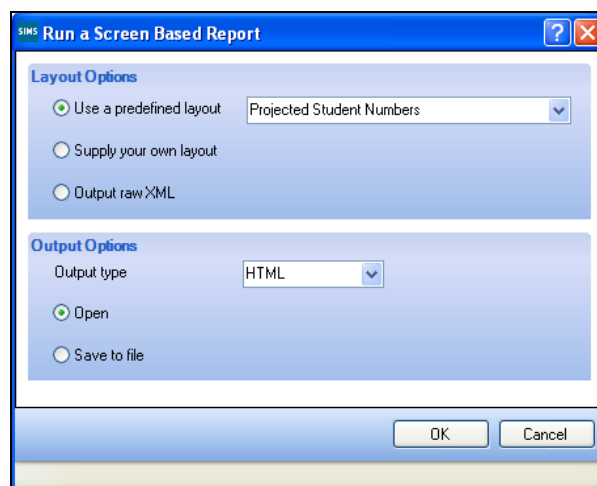 SIMS Run a Screen Based Report ?
Layout Options
Use a predefined layout Projected Student Numbers
Supply your own layout
Output raw XML
Output Options
Output type HTML
Open
Save to file
OK Cancel